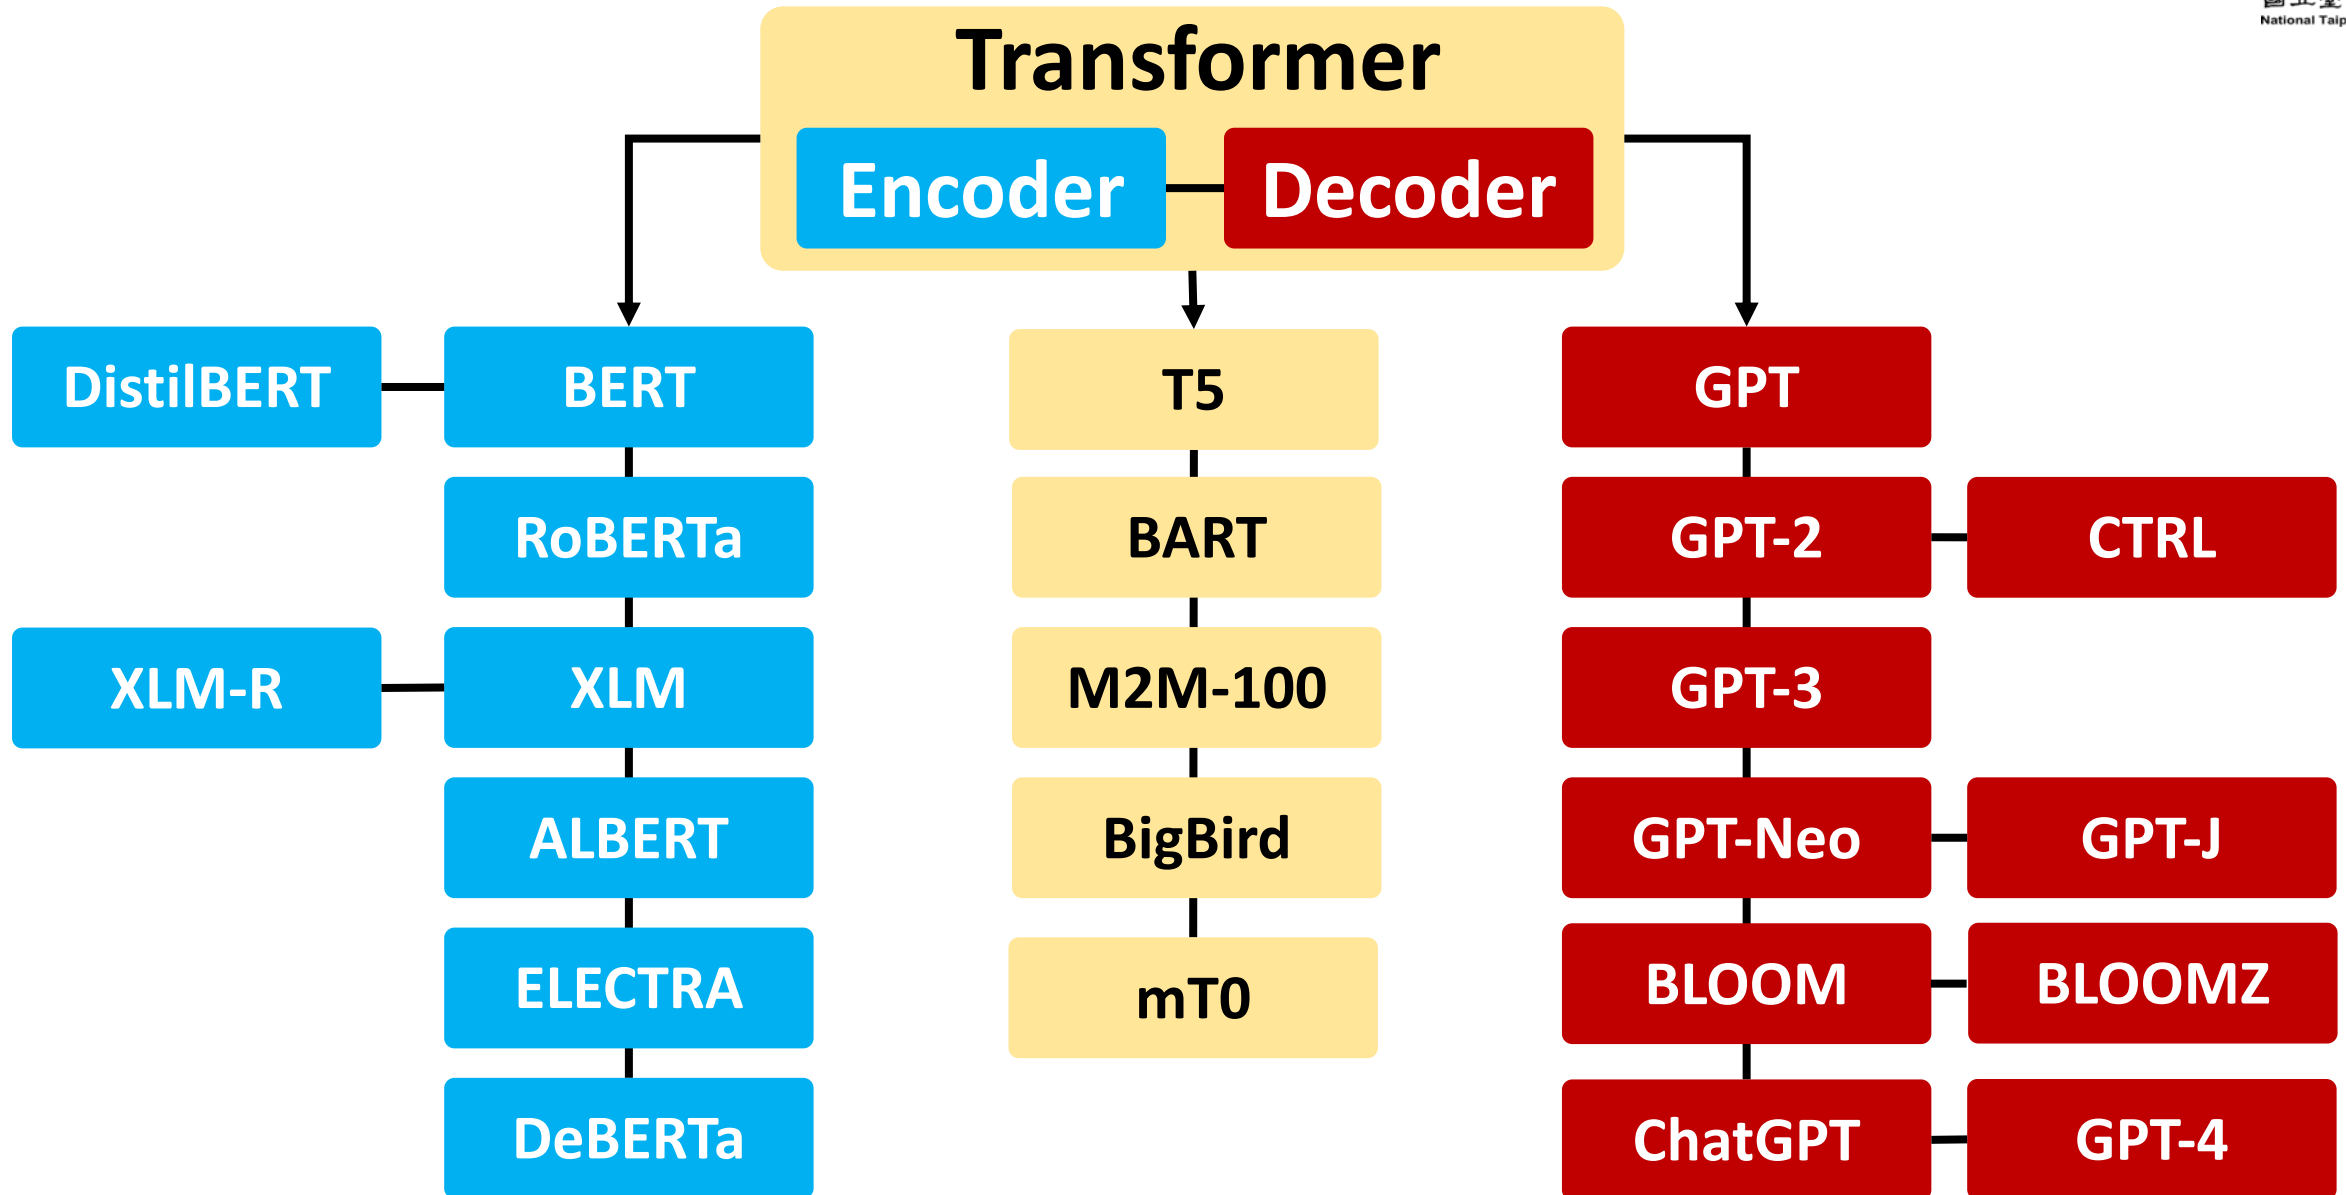 National Taip
Transformer
Encoder
Decoder
DistilBERT
BERT
T5
GPT
RoBERTa
BART
GPT-2
CTRL
XLM-R
XLM
M2M-100
GPT-3
ALBERT
BigBird
GPT-Neo
GPT-J
ELECTRA
mT0
BLOOM
BLOOMZ
DeBERTa
ChatGPT
GPT-4